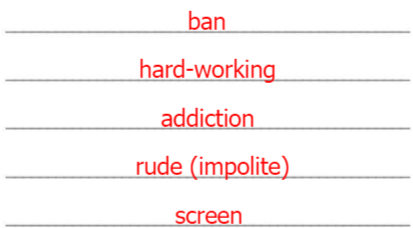 ban
hard-working
addiction
rude (impolite)
screen